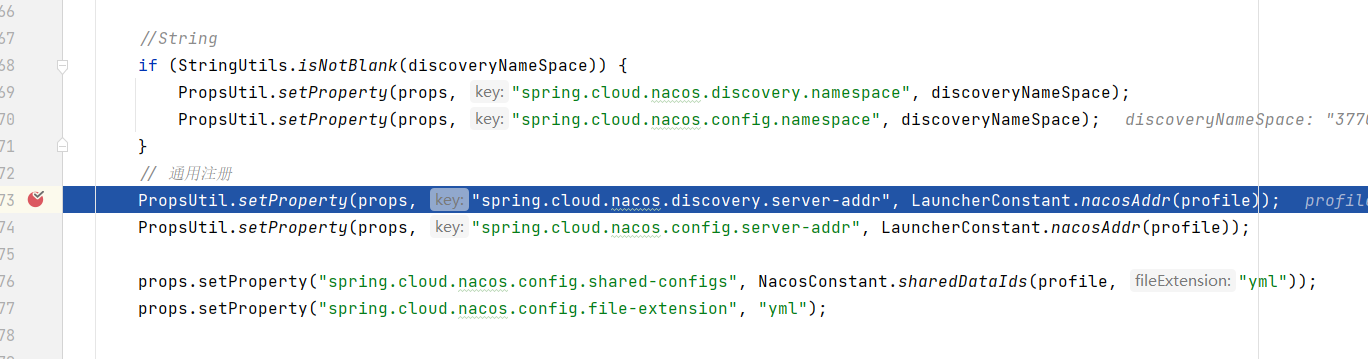 66
67 //String
68 if (StringUtils.isNotBlank(discoveryNameSpace)) {
69 PropsUtil.setProperty(props, key: "spring.cloud.nacos.discovery.namespace", discoveryNameSpace);
70 PropsUtil.setProperty(props, key: "spring.cloud.nacos.config.namespace", discoveryNameSpace); discoveryNameSpace: "377
71 }
72 // 通用注册
73 PropsUtil.setProperty(props, key: "spring.cloud.nacos.discovery.server-addr", LauncherConstant.nacosAddr(profile)); profile
74 PropsUtil.setProperty(props, key: "spring.cloud.nacos.config.server-addr", LauncherConstant.nacosAddr(profile));
75
76 props.setProperty("spring.cloud.nacos.config.shared-configs", NacosConstant.sharedDataIds(profile, fileExtension: "yml"));
77 props.setProperty("spring.cloud.nacos.config.file-extension", "yml");
78